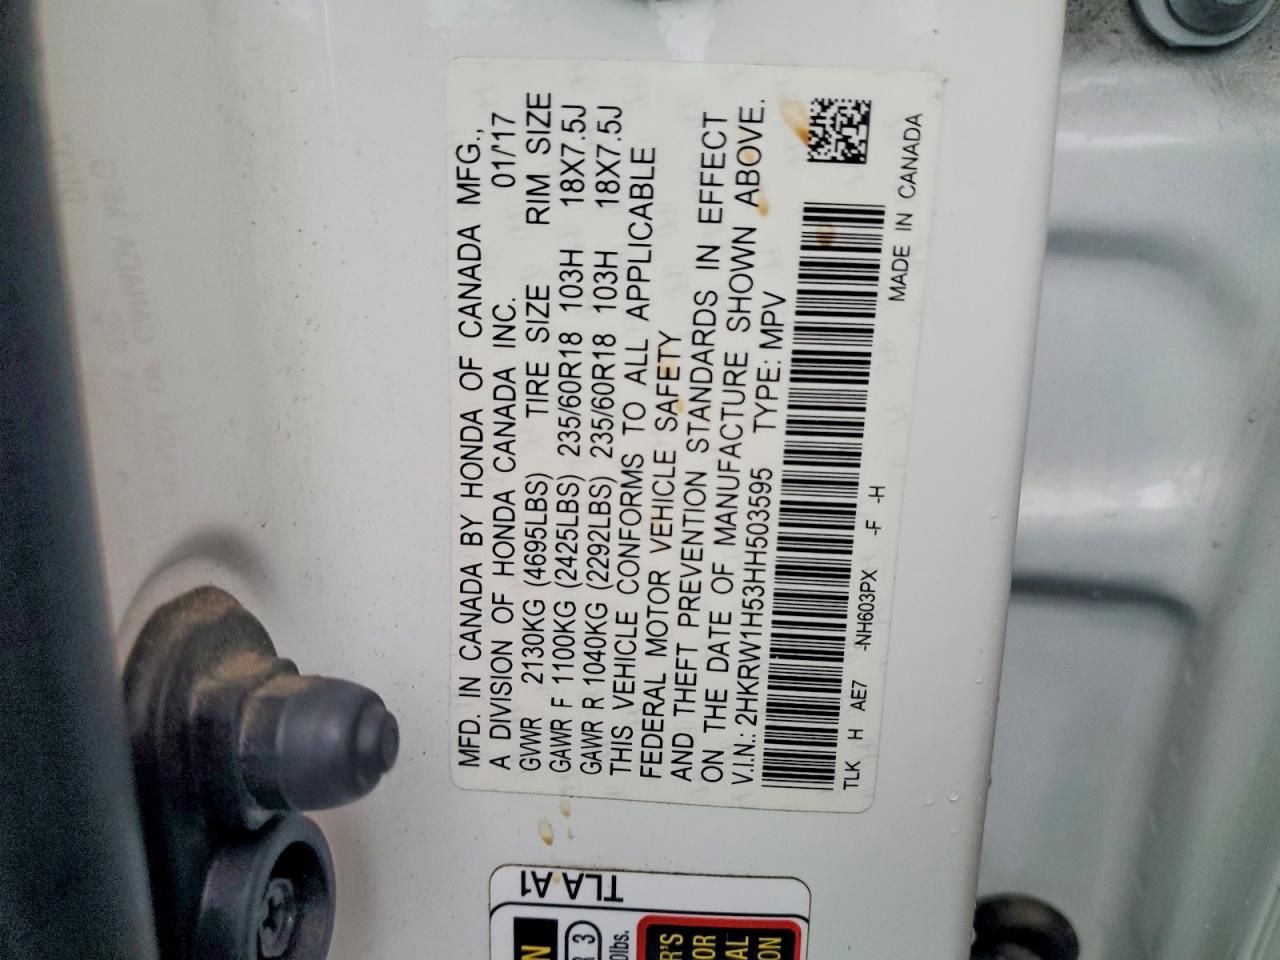 MFD. IN CANADA BY HONDA OF CANADA MFG.,
A DIVISION OF HONDA CANADA INC. 01/'17
GVWR 2130KG (4695LBS) TIRE SIZE RIM SIZE
GAWR F 1100KG (2425LBS) 235/60R18 103H 18X7.5J
GAWR R 1040KG (2292LBS) 235/60R18 103H 18X7.5J
THIS VEHICLE CONFORMS TO ALL APPLICABLE
FEDERAL MOTOR VEHICLE SAFETY
AND THEFT PREVENTION STANDARDS IN EFFECT
ON THE DATE OF MANUFACTURE SHOWN ABOVE.
V.I.N.: 2HKRW1H53HH503595 TYPE: MPV
TLK H AE7 -NH603PX -F -H
MADE IN CANADA
TLA A1